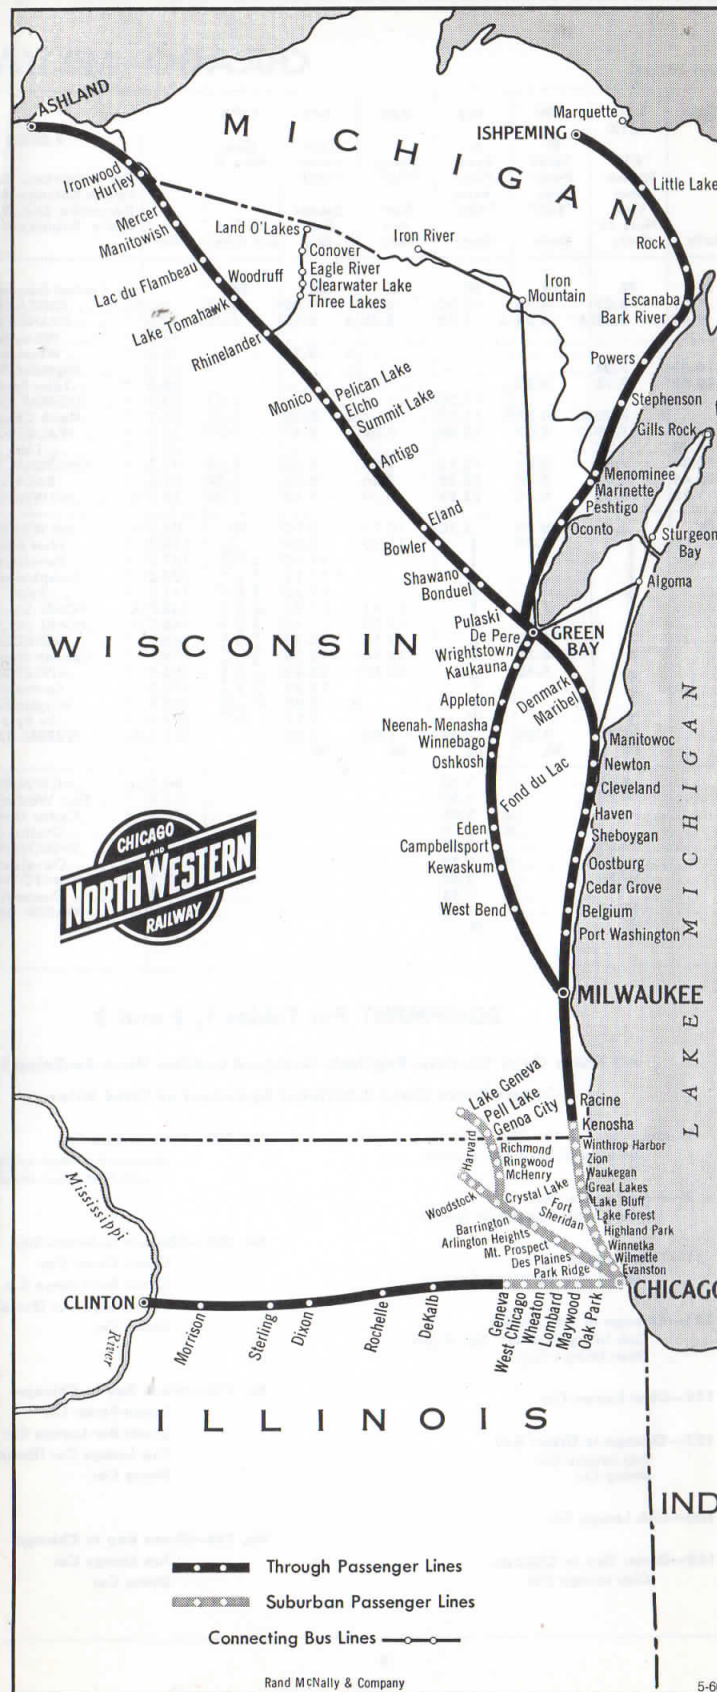 ASHLAND
MICHIGAN
Marquette
ISHPEMING
Ironwood
Hurley
Little Lake
Mercer
Manitowish
Land O'Lakes
Iron River
Rock
Conover
Lac du Flambeau
Woodruff
Eagle River
Clearwater Lake
Three Lakes
Iron
Mountain
Lake Tomahawk
Escanaba
Bark River
Rhinelander
Powers
Monico
Pelican Lake
Elcho
Summit Lake
Stephenson
Gills Rock
Antigo
Menominee
Marinette
Peshtigo
Eland
Oconto
Sturgeon
Bay
Bowler
Shawano
Bonduel
Algoma
Pulaski
De Pere
WISCONSIN
GREEN
BAY
Wrightstown
Kaukauna
Denmark
Maribel
Appleton
Neenah-Menasha
Winnebago
Oshkosh
Manitowoc
Newton
Fond du Lac
Cleveland
Haven
Eden
Sheboygan
Campbellsport
Kewaskum
Oostburg
Cedar Grove
West Bend
Belgium
Port Washington
LAKE MICHIGAN
CHICAGO
AND
NORTH WESTERN
RAILWAY
MILWAUKEE
Racine
Kenosha
Lake Geneva
Pell Lake
Genoa City
Winthrop Harbor
Zion
Harvard
Richmond
Ringwood
McHenry
Waukegan
Great Lakes
Lake Bluff
Woodstock
Crystal Lake
Fort
Sheridan
Lake Forest
Highland Park
Barrington
Arlington Heights
Mt. Prospect
Des Plaines
Park Ridge
Winnetka
Wilmette
Evanston
Mississippi
River
CLINTON
CHICAGO
Morrison
Sterling
Dixon
Rochelle
DeKalb
Geneva
West Chicago
Wheaton
Lombard
Maywood
Oak Park
ILLINOIS
IND
Through Passenger Lines
Suburban Passenger Lines
Connecting Bus Lines
Rand McNally & Company